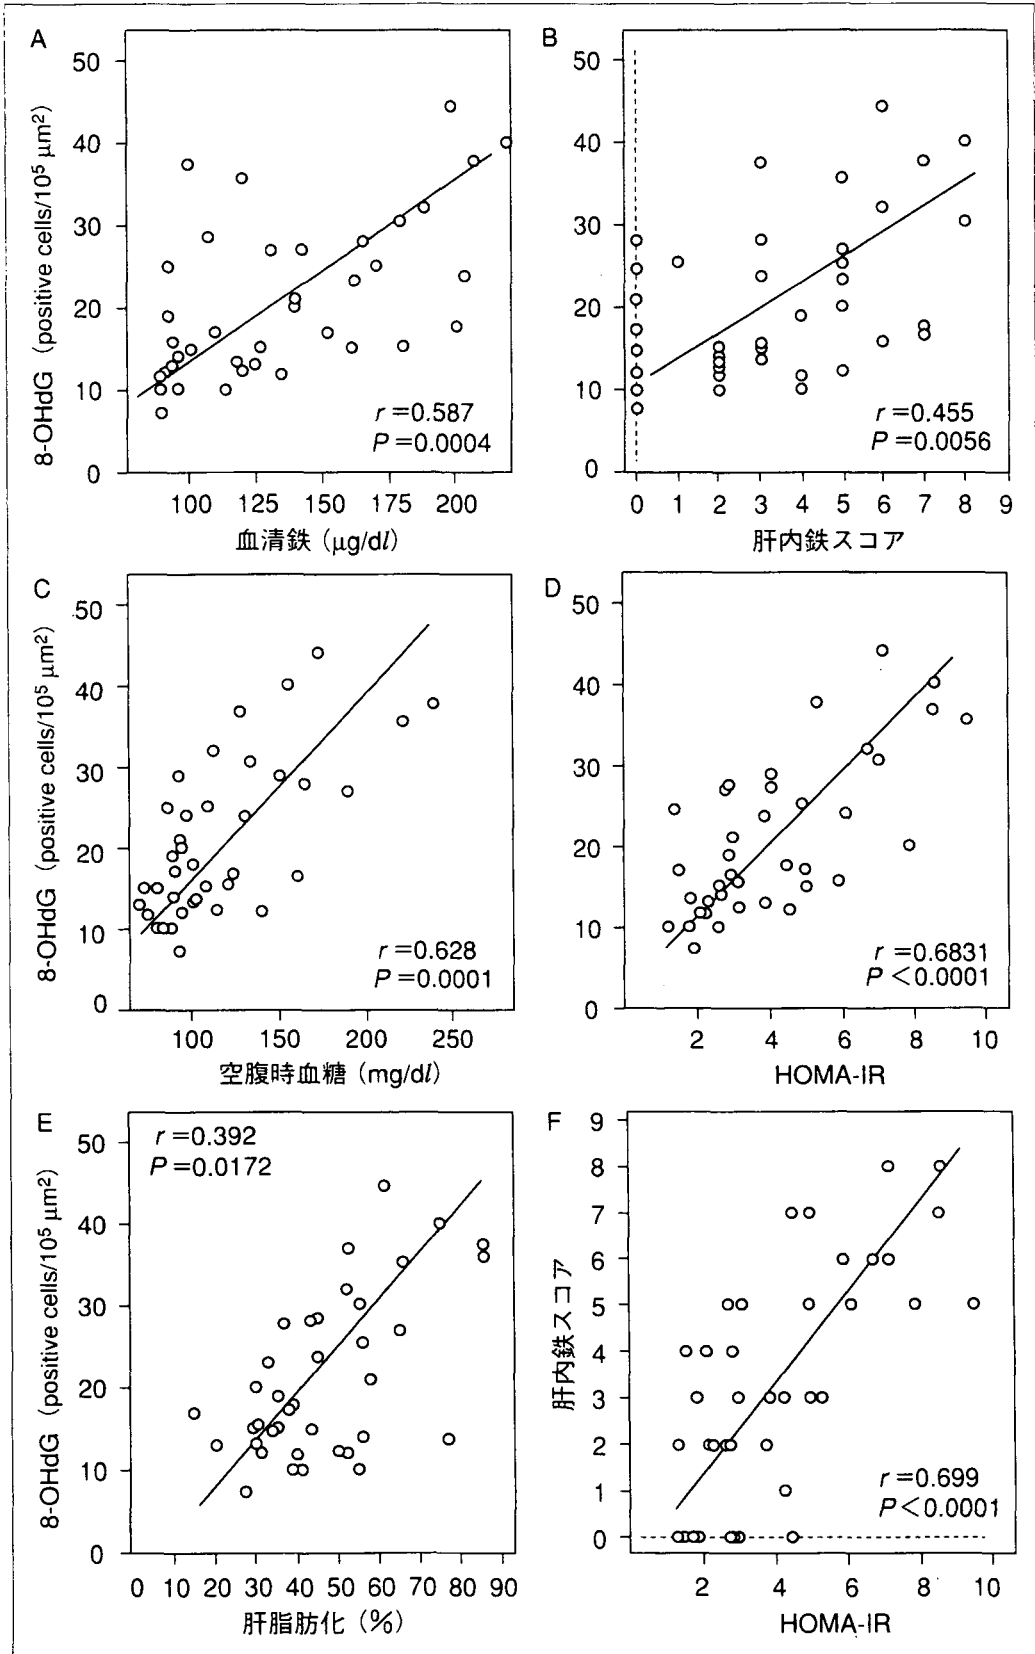 A
50
40
30
20
10
0
8-OHdG (positive cells/10⁵ μm²)
r=0.587
P=0.0004
100 125 150 175 200
血清鉄 (μg/dl)
B
50
40
30
20
10
0
r=0.455
P=0.0056
0 1 2 3 4 5 6 7 8 9
肝内鉄スコア
C
50
40
30
20
10
0
8-OHdG (positive cells/10⁵ μm²)
r=0.628
P=0.0001
100 150 200 250
空腹時血糖 (mg/dl)
D
50
40
30
20
10
0
r=0.6831
P<0.0001
2 4 6 8 10
HOMA-IR
E
50
40
30
20
10
0
8-OHdG (positive cells/10⁵ μm²)
r=0.392
P=0.0172
0 10 20 30 40 50 60 70 80 90
肝脂肪化 (%)
F
9
8
7
6
5
4
3
2
1
0
肝内鉄スコア
r=0.699
P<0.0001
2 4 6 8 10
HOMA-IR